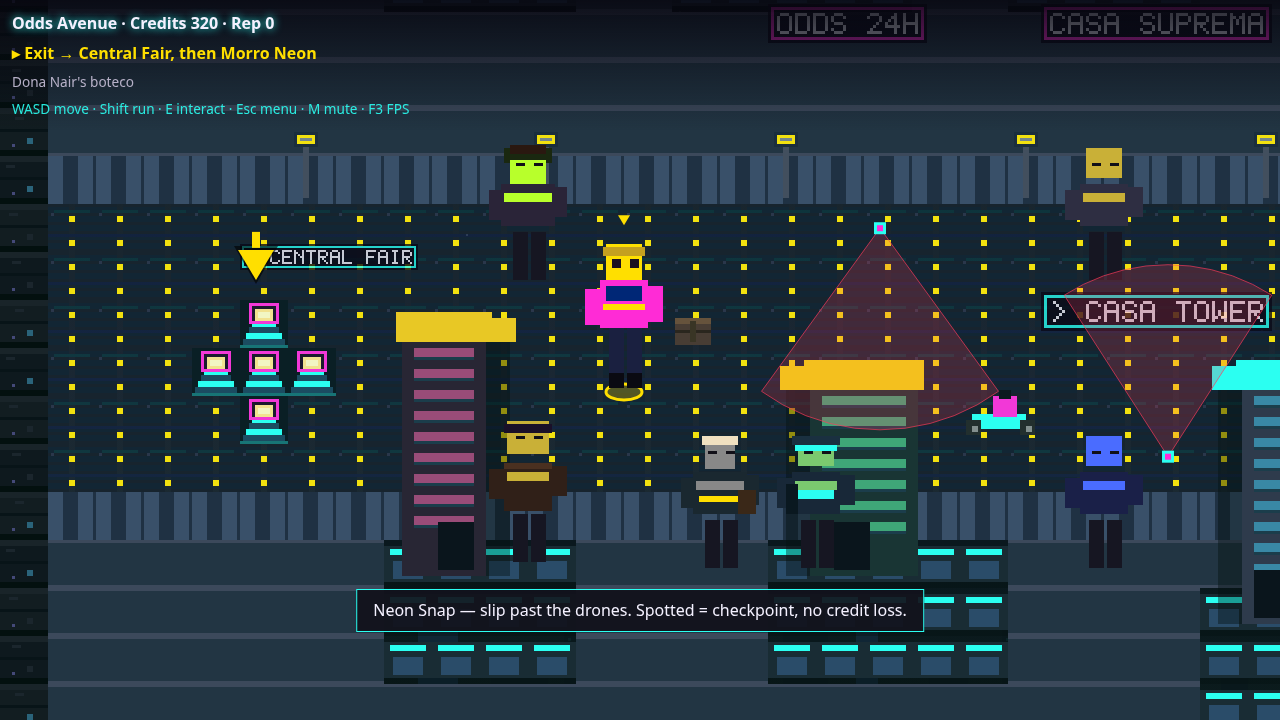 Odds Avenue · Credits 320 · Rep 0
▸ Exit → Central Fair, then Morro Neon
Dona Nair's boteco
WASD move · Shift run · E interact · Esc menu · M mute · F3 FPS
ODDS 24H
CASA SUPREMA
CENTRAL FAIR
> CASA TOWER
Neon Snap — slip past the drones. Spotted = checkpoint, no credit loss.